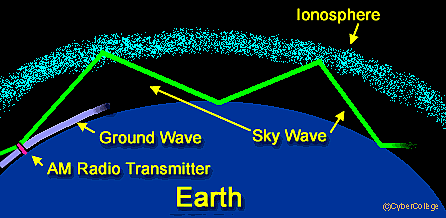 Ionosphere
Ground Wave
Sky Wave
AM Radio Transmitter
Earth
©CyberCollege